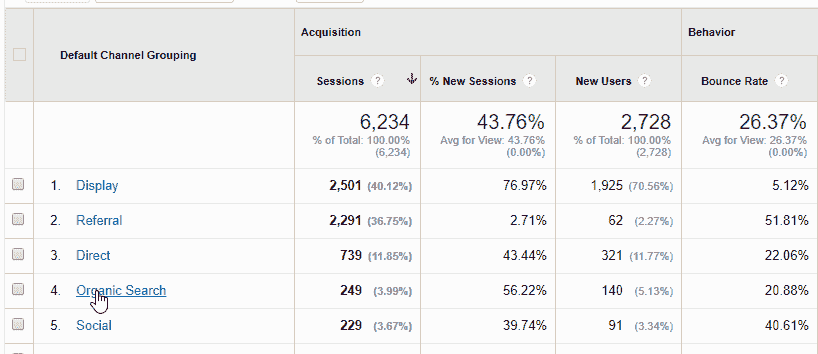 Acquisition Behavior
Default Channel Grouping
Sessions ? % New Sessions ? New Users ? Bounce Rate ?
6,234 43.76% 2,728 26.37%
% of Total: 100.00% Avg for View: 43.76% % of Total: 100.00% Avg for View: 26.37%
(6,234) (0.00%) (2,728) (0.00%)
1. Display 2,501 (40.12%) 76.97% 1,925 (70.56%) 5.12%
2. Referral 2,291 (36.75%) 2.71% 62 (2.27%) 51.81%
3. Direct 739 (11.85%) 43.44% 321 (11.77%) 22.06%
4. Organic Search 249 (3.99%) 56.22% 140 (5.13%) 20.88%
5. Social 229 (3.67%) 39.74% 91 (3.34%) 40.61%